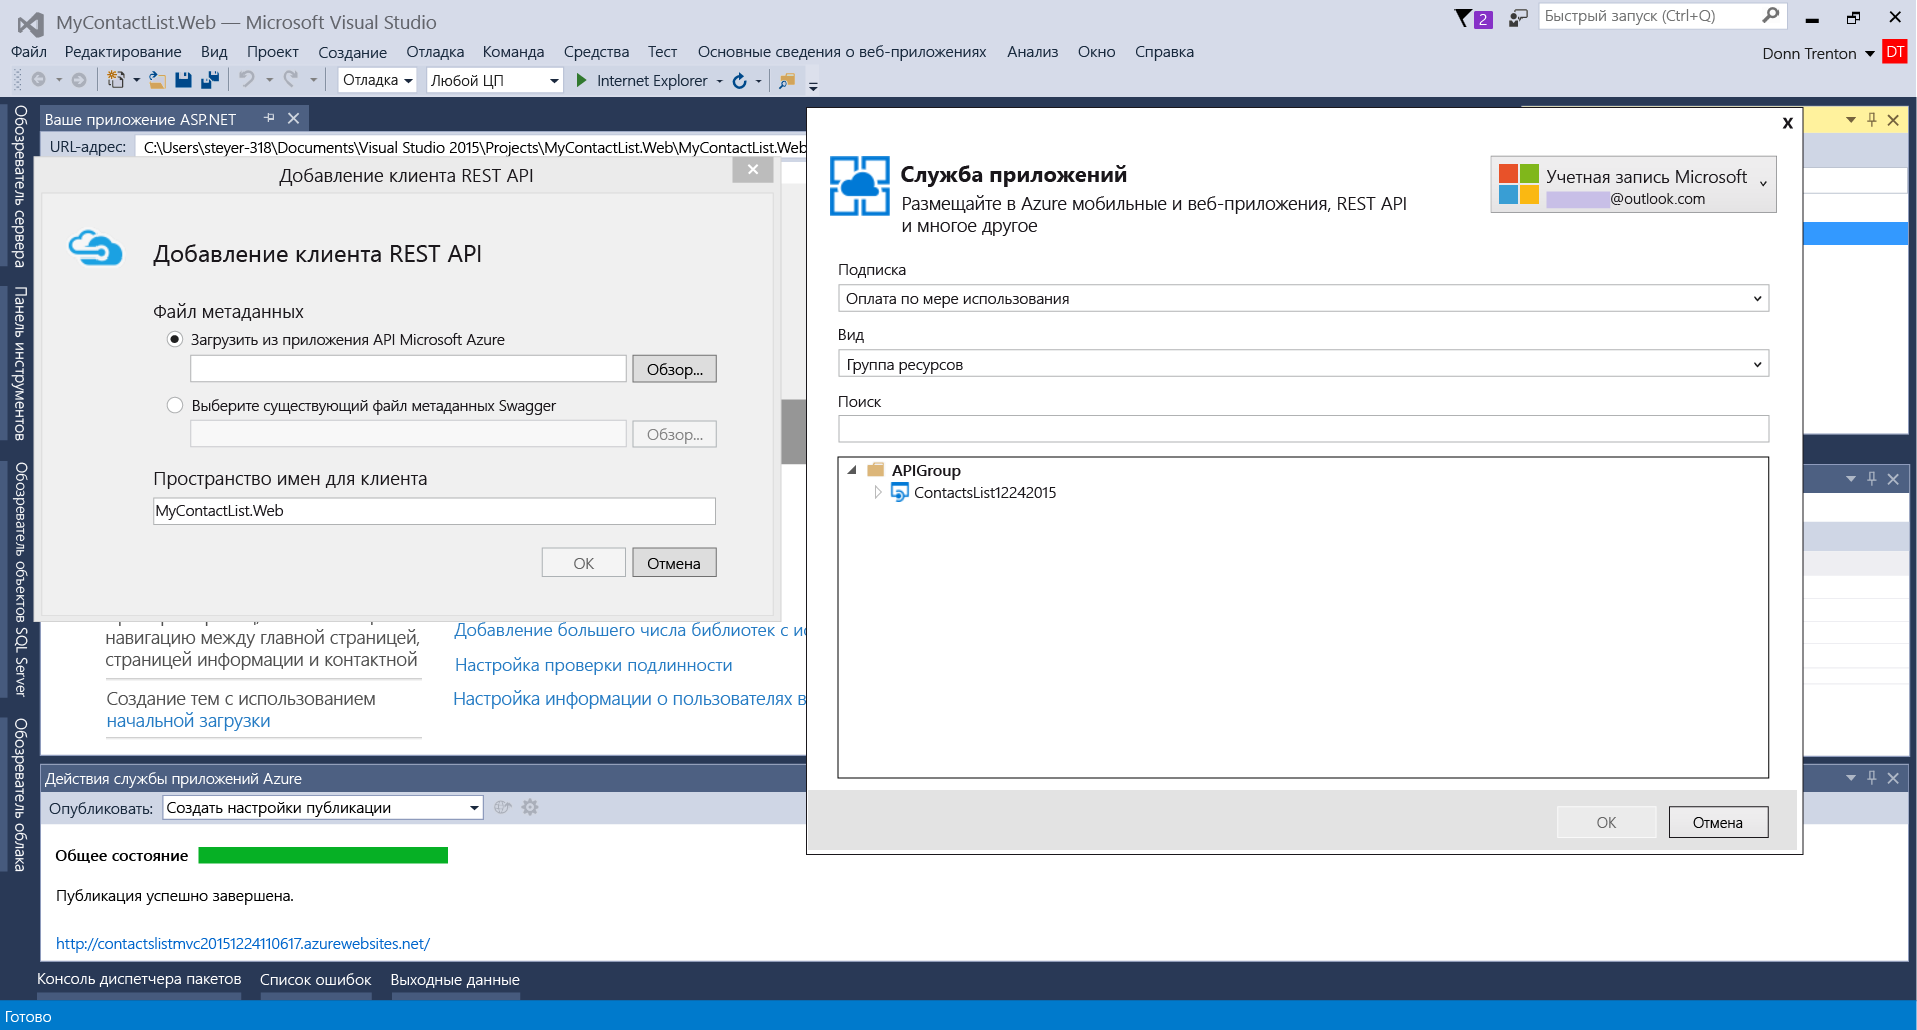 MyContactList.Web — Microsoft Visual Studio
2
Быстрый запуск (Ctrl+Q)
Файл Редактирование Вид Проект Создание Отладка Команда Средства Тест Основные сведения о веб-приложениях Анализ Окно Справка
Donn Trenton DT
Отладка Любой ЦП Internet Explorer
Обозреватель сервера
Панель инструментов
Обозреватель объектов SQL Server
Обозреватель облака
Ваше приложение ASP.NET
URL-адрес: C:\Users\steyer-318\Documents\Visual Studio 2015\Projects\MyContactList.Web\MyContactList.Web
Добавление клиента REST API
Добавление клиента REST API
Файл метаданных
Загрузить из приложения API Microsoft Azure
Обзор...
Выберите существующий файл метаданных Swagger
Обзор...
Пространство имен для клиента
MyContactList.Web
OK Отмена
навигацию между главной страницей,
страницей информации и контактной
Создание тем с использованием
начальной загрузки
Добавление большего числа библиотек с
Настройка проверки подлинности
Настройка информации о пользователях в
X
Служба приложений
Размещайте в Azure мобильные и веб-приложения, REST API
и многое другое
Учетная запись Microsoft
@outlook.com
Подписка
Оплата по мере использования
Вид
Группа ресурсов
Поиск
APIGroup
ContactsList12242015
OK Отмена
Действия службы приложений Azure
Опубликовать: Создать настройки публикации
Общее состояние
Публикация успешно завершена.
http://contactslistmvc20151224110617.azurewebsites.net/
Консоль диспетчера пакетов Список ошибок Выходные данные
Готово